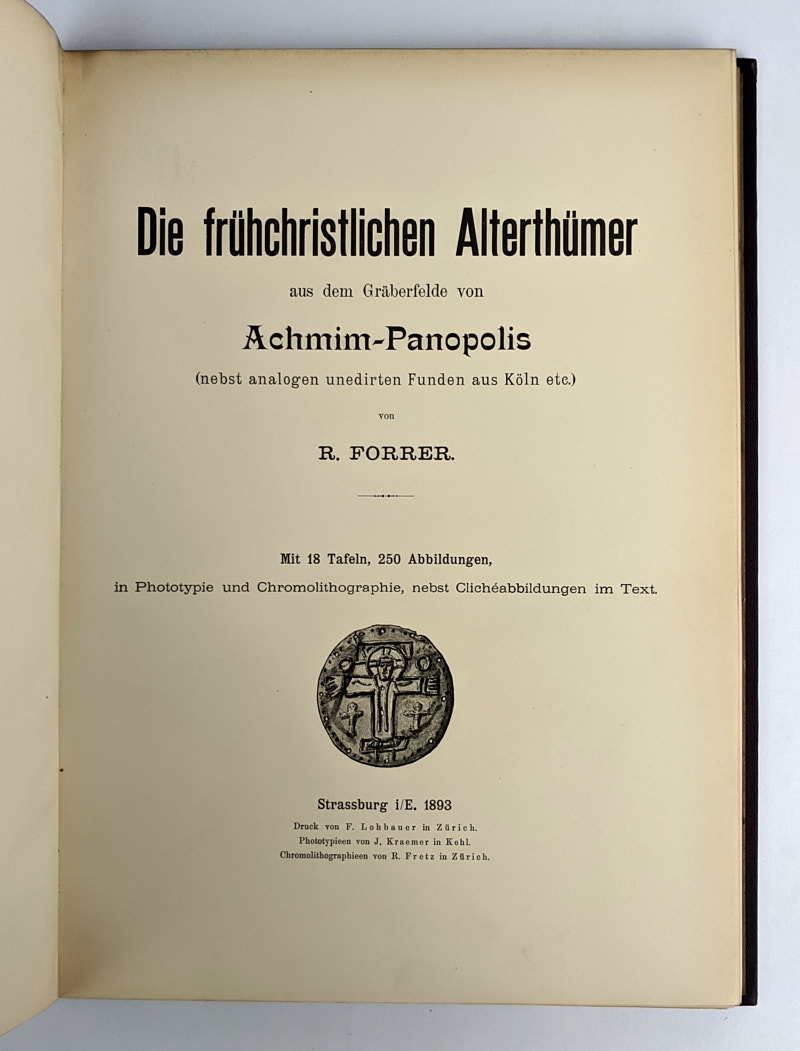 Die frühchristlichen Alterthümer
aus dem Gräberfelde von
Achmim-Panopolis
(nebst analogen unedirten Funden aus Köln etc.)
von
R. FORRER.
Mit 18 Tafeln, 250 Abbildungen,
in Phototypie und Chromolithographie, nebst Clichéabbildungen im Text.
Strassburg i/E. 1893
Druck von F. Lohbauer in Zürich.
Phototypieen von J. Kraemer in Kehl.
Chromolithographieen von R. Fretz in Zürich.